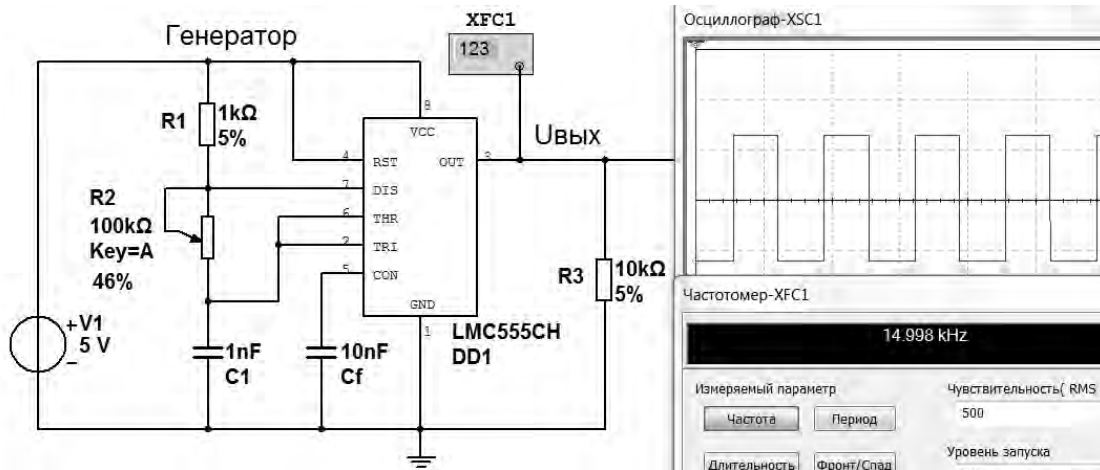 XFC1
Осциллограф-XSC1
Генератор
123
R1
1kΩ
5%
8
VCC
4
RST
OUT
3
Uвых
7
DIS
R2
100kΩ
Key=A
46%
6
THR
2
TRI
5
CON
R3
10kΩ
5%
GND
1
LMC555CH
DD1
+
V1
5 V
−
1nF
C1
10nF
Cf
Частотомер-XFC1
14.998 kHz
Измеряемый параметр
Чувствительность( RMS
Частота
Период
500
Уровень запуска
Длительность
Фронт/Спад